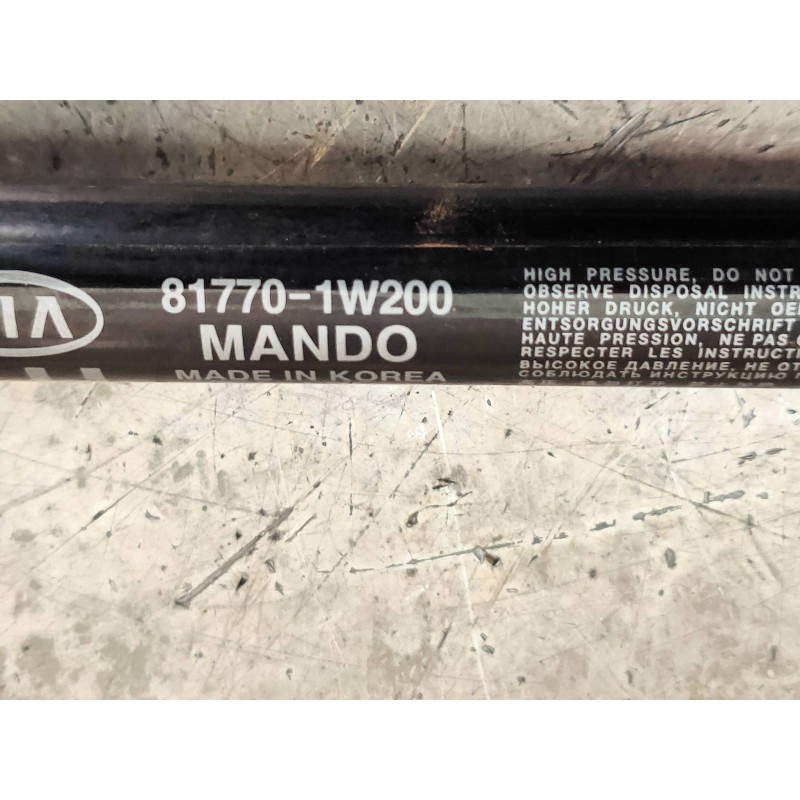 KIA
81770-1W200
MANDO
MADE IN KOREA
HIGH PRESSURE, DO NOT
OBSERVE DISPOSAL INSTR
HOHER DRUCK, NICHT OE
ENTSORGUNGSVORSCHRIFT
HAUTE PRESSION, NE PAS
RESPECTER LES INSTRUCTI
ВЫСОКОЕ ДАВЛЕНИЕ. НЕ ОТ
СОБЛЮДАТЬ ИНСТРУКЦИЮ